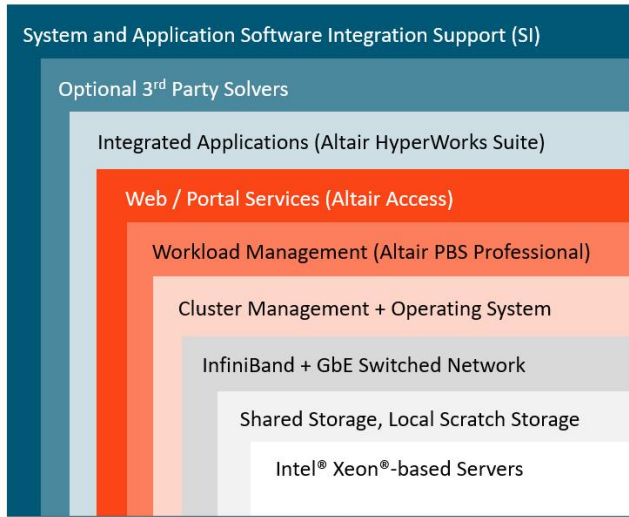 System and Application Software Integration Support (SI)
Optional 3rd Party Solvers
Integrated Applications (Altair HyperWorks Suite)
Web / Portal Services (Altair Access)
Workload Management (Altair PBS Professional)
Cluster Management + Operating System
InfiniBand + GbE Switched Network
Shared Storage, Local Scratch Storage
Intel® Xeon®-based Servers